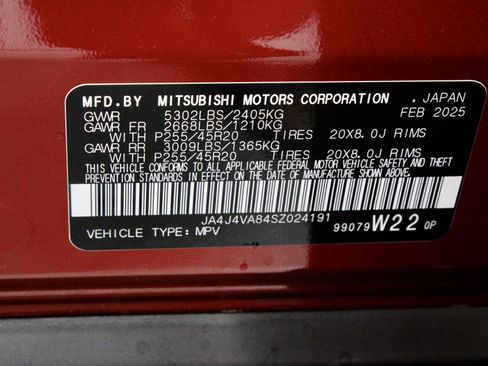 MFD.BY MITSUBISHI MOTORS CORPORATION , JAPAN
GVWR 5302LBS/2405KG FEB 2025
GAWR FR 2668LBS/1210KG
WITH P255/45R20 TIRES 20X8.0J RIMS
GAWR RR 3009LBS/1365KG
WITH P255/45R20 TIRES 20X8.0J RIMS
THIS VEHICLE CONFORMS TO ALL APPLICABLE FEDERAL MOTOR VEHICLE SAFETY AND THEFT
PREVENTION STANDARDS IN EFFECT ON THE DATE OF MANUFACTURE SHOWN ABOVE.
JA4J4VA84SZ024191
VEHICLE TYPE: MPV 99079 W22 0P